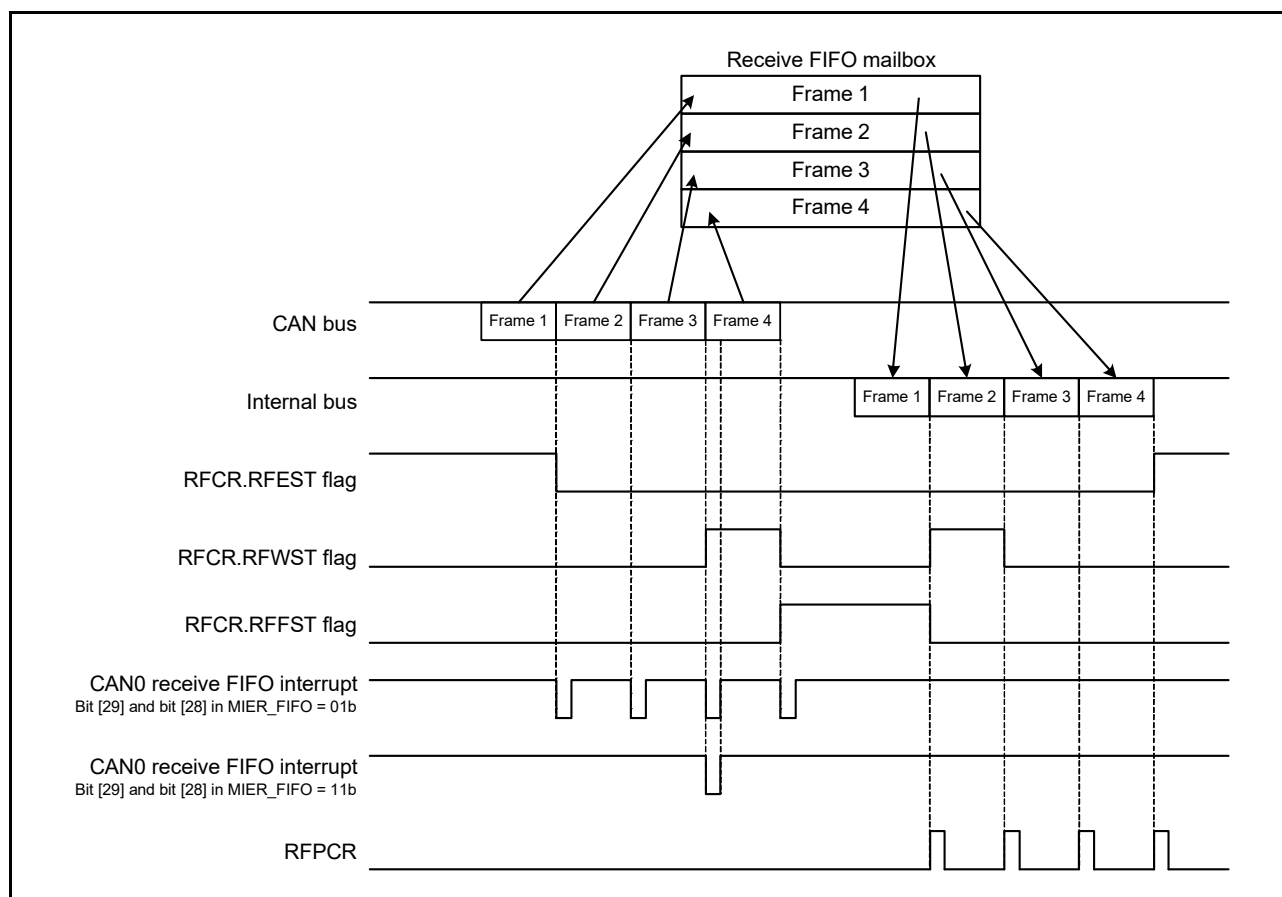 Receive FIFO mailbox
Frame 1
Frame 2
Frame 3
Frame 4
CAN bus
Frame 1 Frame 2 Frame 3 Frame 4
Internal bus
Frame 1 Frame 2 Frame 3 Frame 4
RFCR.RFEST flag
RFCR.RFWST flag
RFCR.RFFST flag
CAN0 receive FIFO interrupt
Bit [29] and bit [28] in MIER_FIFO = 01b
CAN0 receive FIFO interrupt
Bit [29] and bit [28] in MIER_FIFO = 11b
RFPCR